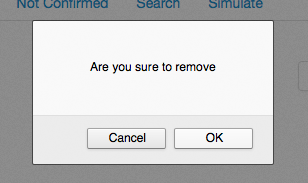 Not Confirmed Search Simulate
Are you sure to remove
Cancel OK